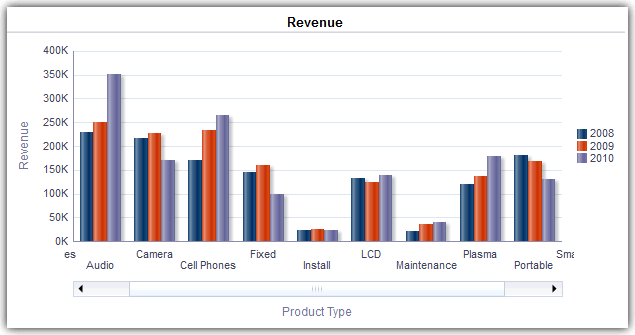 Revenue
400K
350K
300K
250K
200K
150K
100K
50K
0K
Revenue
2008
2009
2010
es Camera Fixed LCD Plasma Sma
Audio Cell Phones Install Maintenance Portable
Product Type